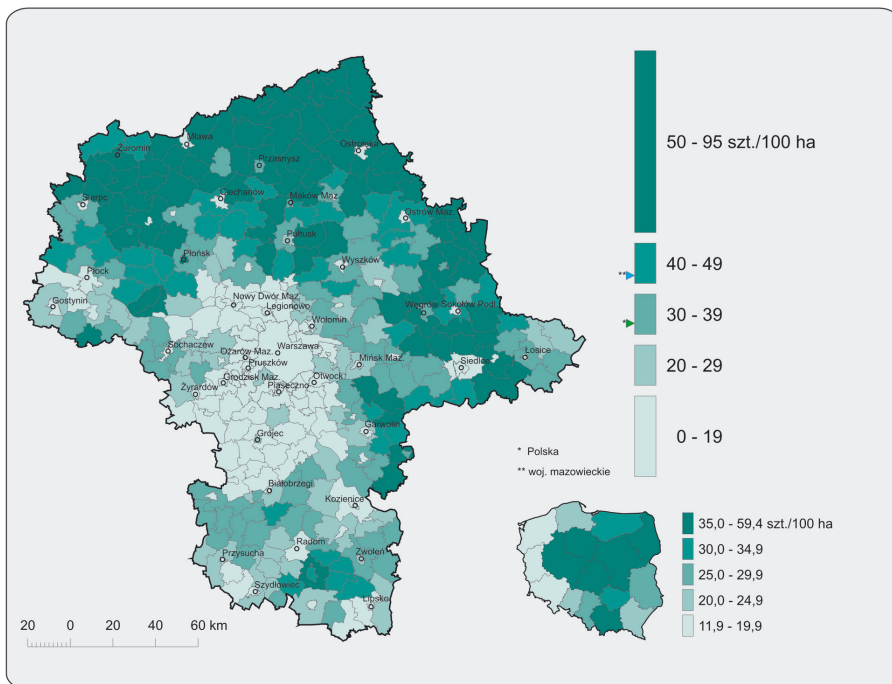 Mława
Żuromin
Ostrołęka
Przasnysz
Sierpc
Ciechanów
Maków Maz.
Ostrów Maz.
Pułtusk
Płońsk
Wyszków
Płock
Gostynin
Nowy Dwór Maz.
Legionowo
Węgrów
Sokołów Podl.
Wołomin
Sochaczew
Ożarów Maz.
Warszawa
Pruszków
Mińsk Maz.
Siedlce
Łosice
Grodzisk Maz.
Otwock
Żyrardów
Piaseczno
Garwolin
Grójec
Białobrzegi
Kozienice
Radom
Przysucha
Zwoleń
Szydłowiec
Lipsko
20 0 20 40 60 km
50 - 95 szt./100 ha
40 - 49
**
30 - 39
*
20 - 29
0 - 19
* Polska
** woj. mazowieckie
35,0 - 59,4 szt./100 ha
30,0 - 34,9
25,0 - 29,9
20,0 - 24,9
11,9 - 19,9